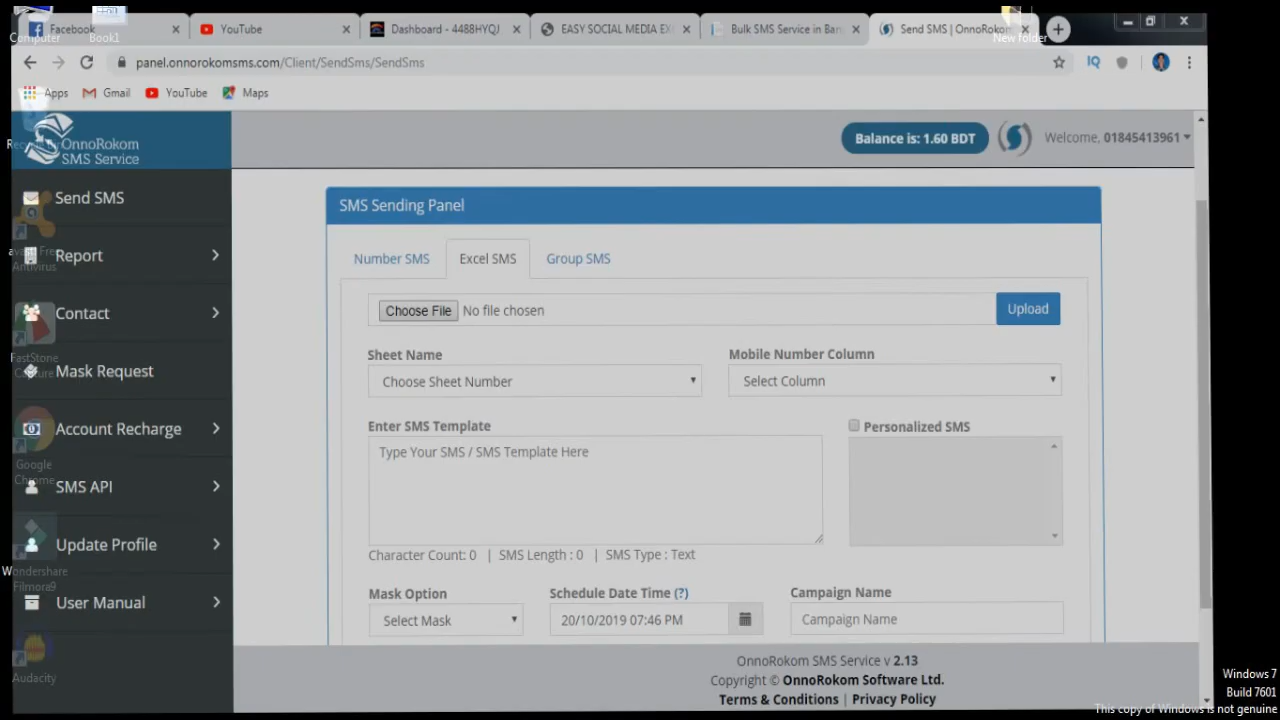 Facebook
YouTube
Dashboard - 4488HYQJ
EASY SOCIAL MEDIA EX
Bulk SMS Service in Ban
Send SMS | OnnoRokom
Computer
Book1
New folder
panel.onnorokomsms.com/Client/SendSms/SendSms
IQ
Apps
Gmail
YouTube
Maps
OnnoRokom
SMS Service
Balance is: 1.60 BDT
Welcome, 01845413961
Send SMS
SMS Sending Panel
Report
Antivirus
Number SMS
Excel SMS
Group SMS
Contact
Choose File
No file chosen
Upload
FastStone
Capture
Sheet Name
Mobile Number Column
Mask Request
Choose Sheet Number
Select Column
Account Recharge
Enter SMS Template
Personalized SMS
Type Your SMS / SMS Template Here
Google
Chrome
SMS API
Update Profile
Character Count: 0 | SMS Length : 0 | SMS Type : Text
Wondershare
Filmora9
User Manual
Mask Option
Schedule Date Time (?)
Campaign Name
Select Mask
20/10/2019 07:46 PM
Campaign Name
Audacity
OnnoRokom SMS Service v 2.13
Copyright © OnnoRokom Software Ltd.
Terms & Conditions | Privacy Policy
Windows 7
Build 7601
This copy of Windows is not genuine